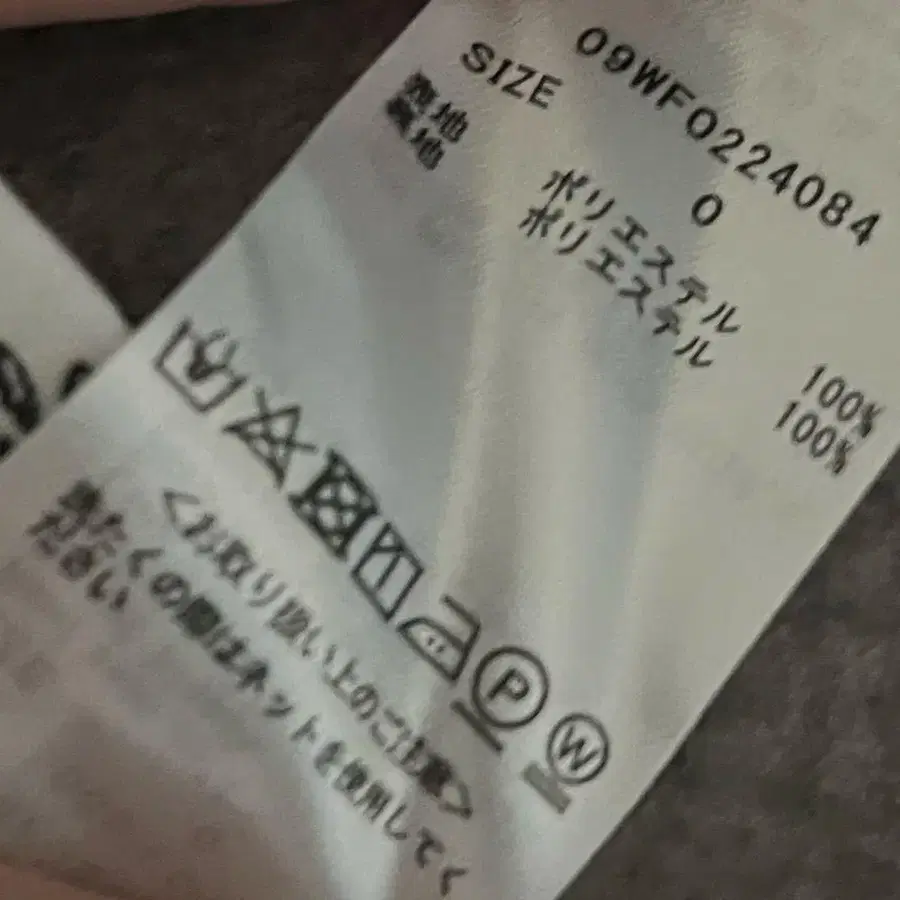 09WFO224084
SIZE 0
表地 ポリエステル 100%
裏地 ポリエステル 100%
P
W
<お取り扱い上のご注意>
洗たくの際はネットを使用してく
ださい